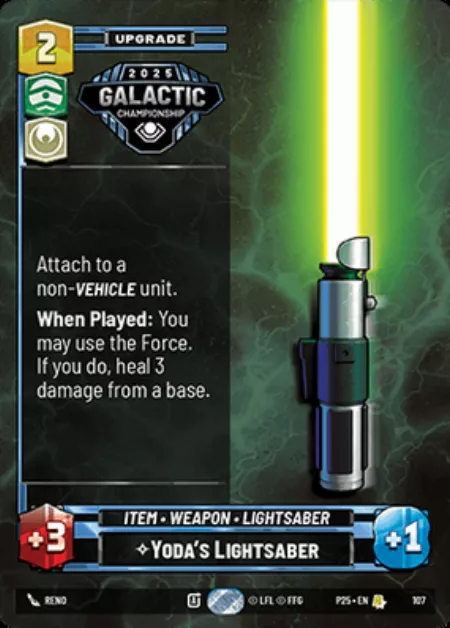 2
UPGRADE
2025
GALACTIC
CHAMPIONSHIP
Attach to a
non-VEHICLE unit.
When Played: You
may use the Force.
If you do, heal 3
damage from a base.
ITEM • WEAPON • LIGHTSABER
+3
✧YODA'S LIGHTSABER
+1
RENO
© LFL © FFG
P25 • EN
107